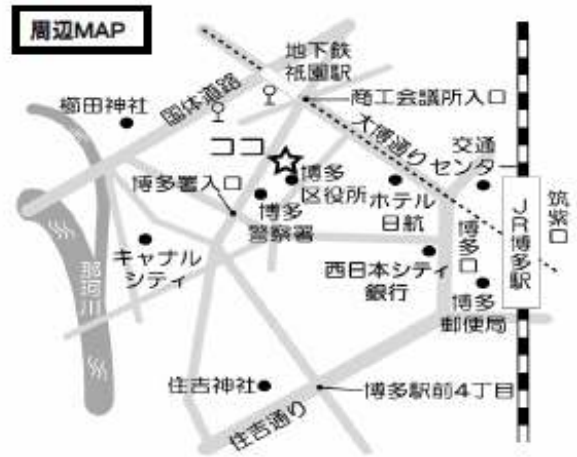 周辺MAP
地下鉄
祇園駅
商工会議所入口
国体道路
櫛田神社
大博通り
交通
センタ
ココ
博多
区役所
博多署入口
博多
警察署
ホテル
日航
筑紫口
JR博多駅
博多口
キャナル
シティ
西日本シティ
銀行
那珂川
博多
郵便局
住吉神社
博多駅前4丁目
住吉通り